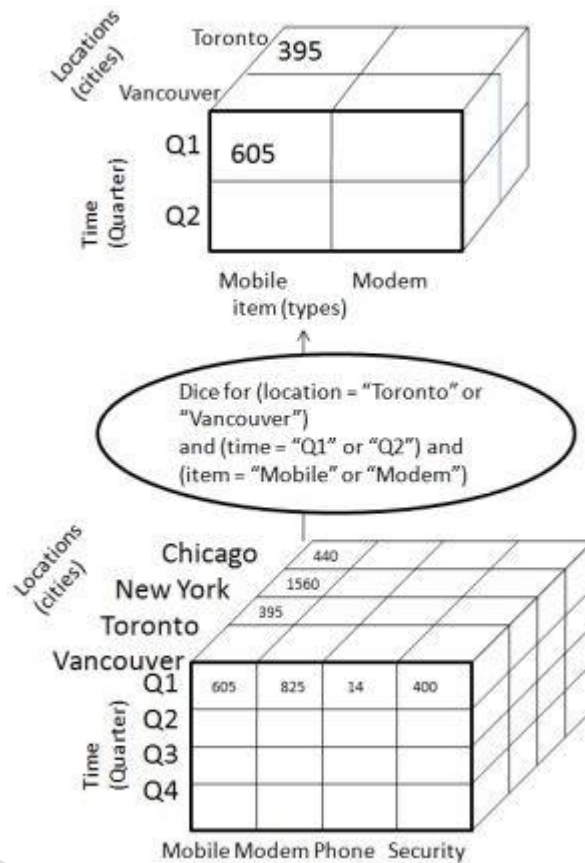 Locations
(cities)
Toronto
395
Vancouver
Time
(Quarter)
Q1
605
Q2
Mobile Modem
item (types)
Dice for (location = “Toronto” or
“Vancouver”)
and (time = “Q1” or “Q2”) and
(item = “Mobile” or “Modem”)
Locations
(cities)
Chicago 440
New York 1560
Toronto 395
Vancouver
Time
(Quarter)
Q1 605 825 14 400
Q2
Q3
Q4
Mobile Modem Phone Security